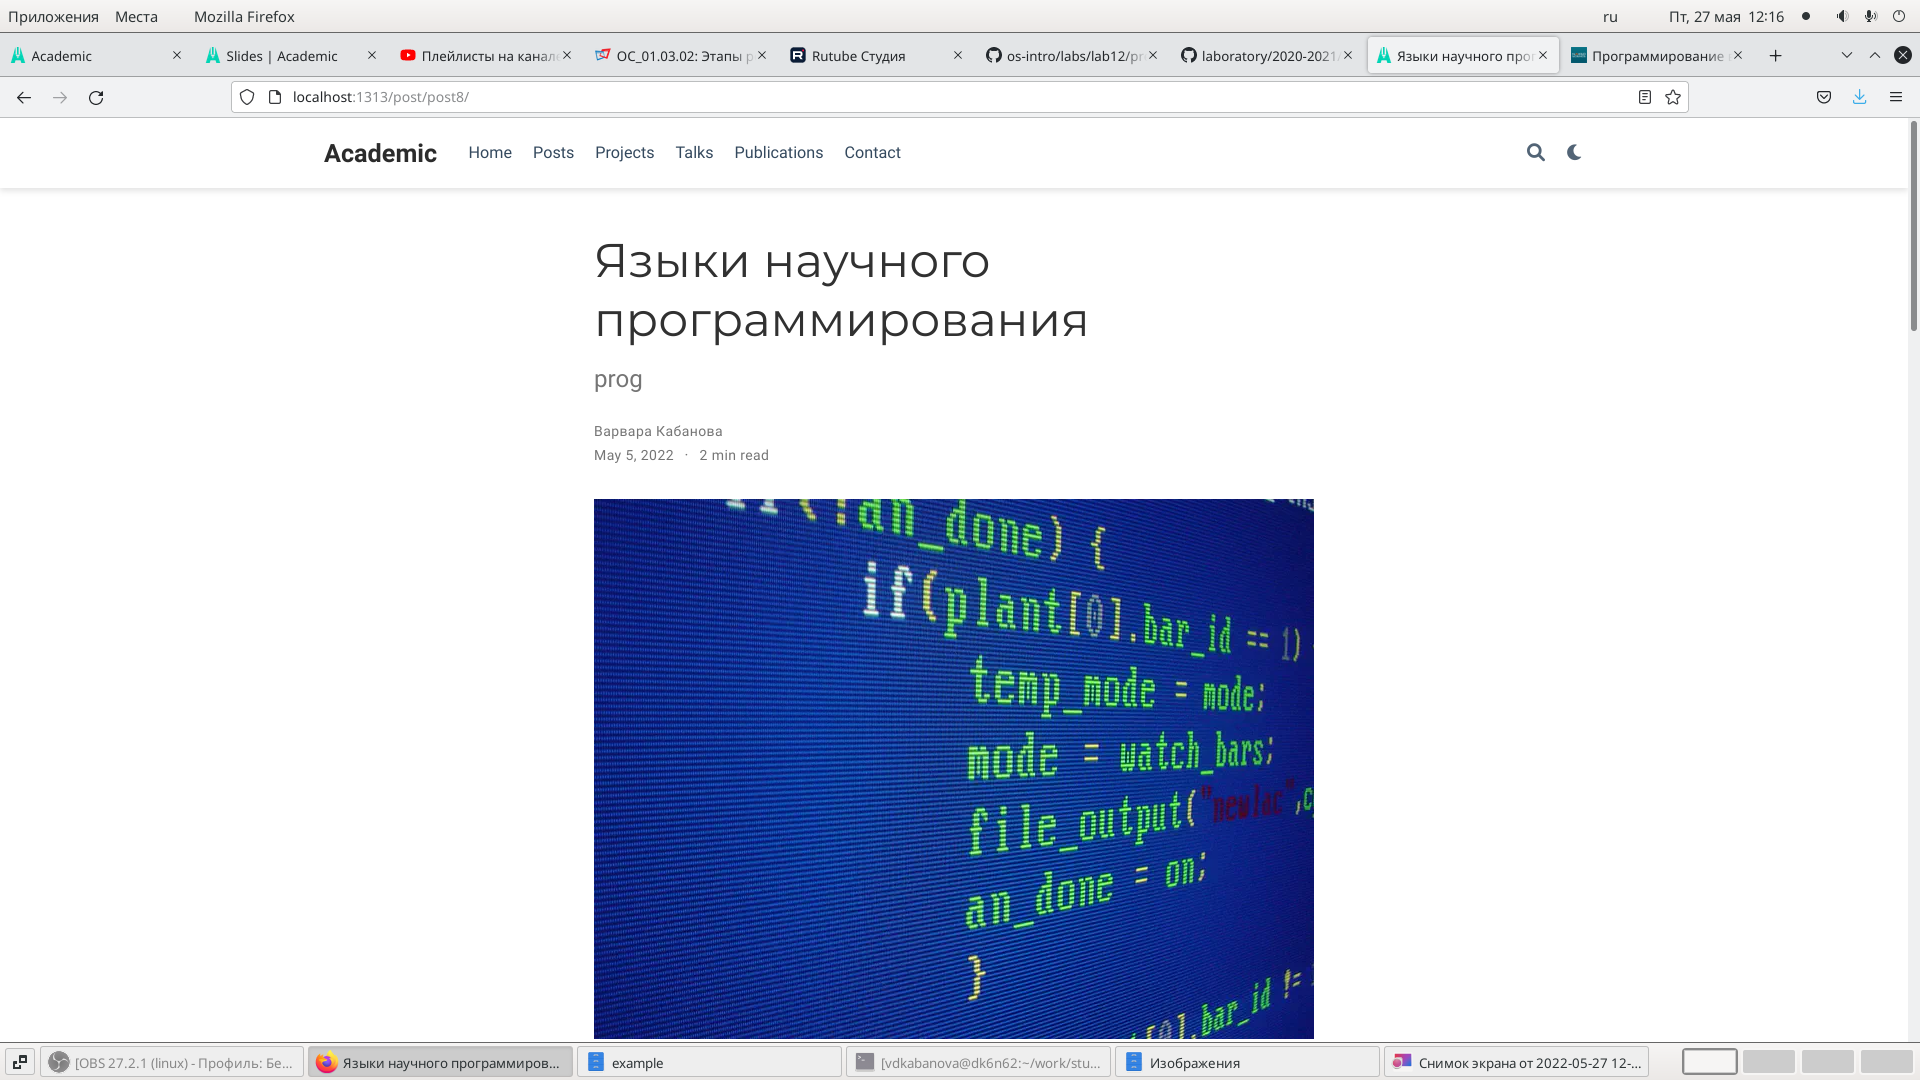 Приложения Места Mozilla Firefox ru Пт, 27 мая 12:16
Academic Slides | Academic Плейлисты на канале ОС_01.03.02: Этапы р Rutube Студия os-intro/labs/lab12/pr laboratory/2020-2021 Языки научного прог Программирование
localhost:1313/post/post8/
Academic Home Posts Projects Talks Publications Contact
Языки научного
программирования
prog
Варвара Кабанова
May 5, 2022 · 2 min read
if(!an_done) {
if(plant[0].bar_id == 1)
temp_mode = mode;
mode = watch_bars;
file_output("newlac",c
an_done = on;
}
t[0].bar_id !=
[OBS 27.2.1 (linux) - Профиль: Бе... Языки научного программиров... example [vdkabanova@dk6n62:~/work/stu... Изображения Снимок экрана от 2022-05-27 12-...